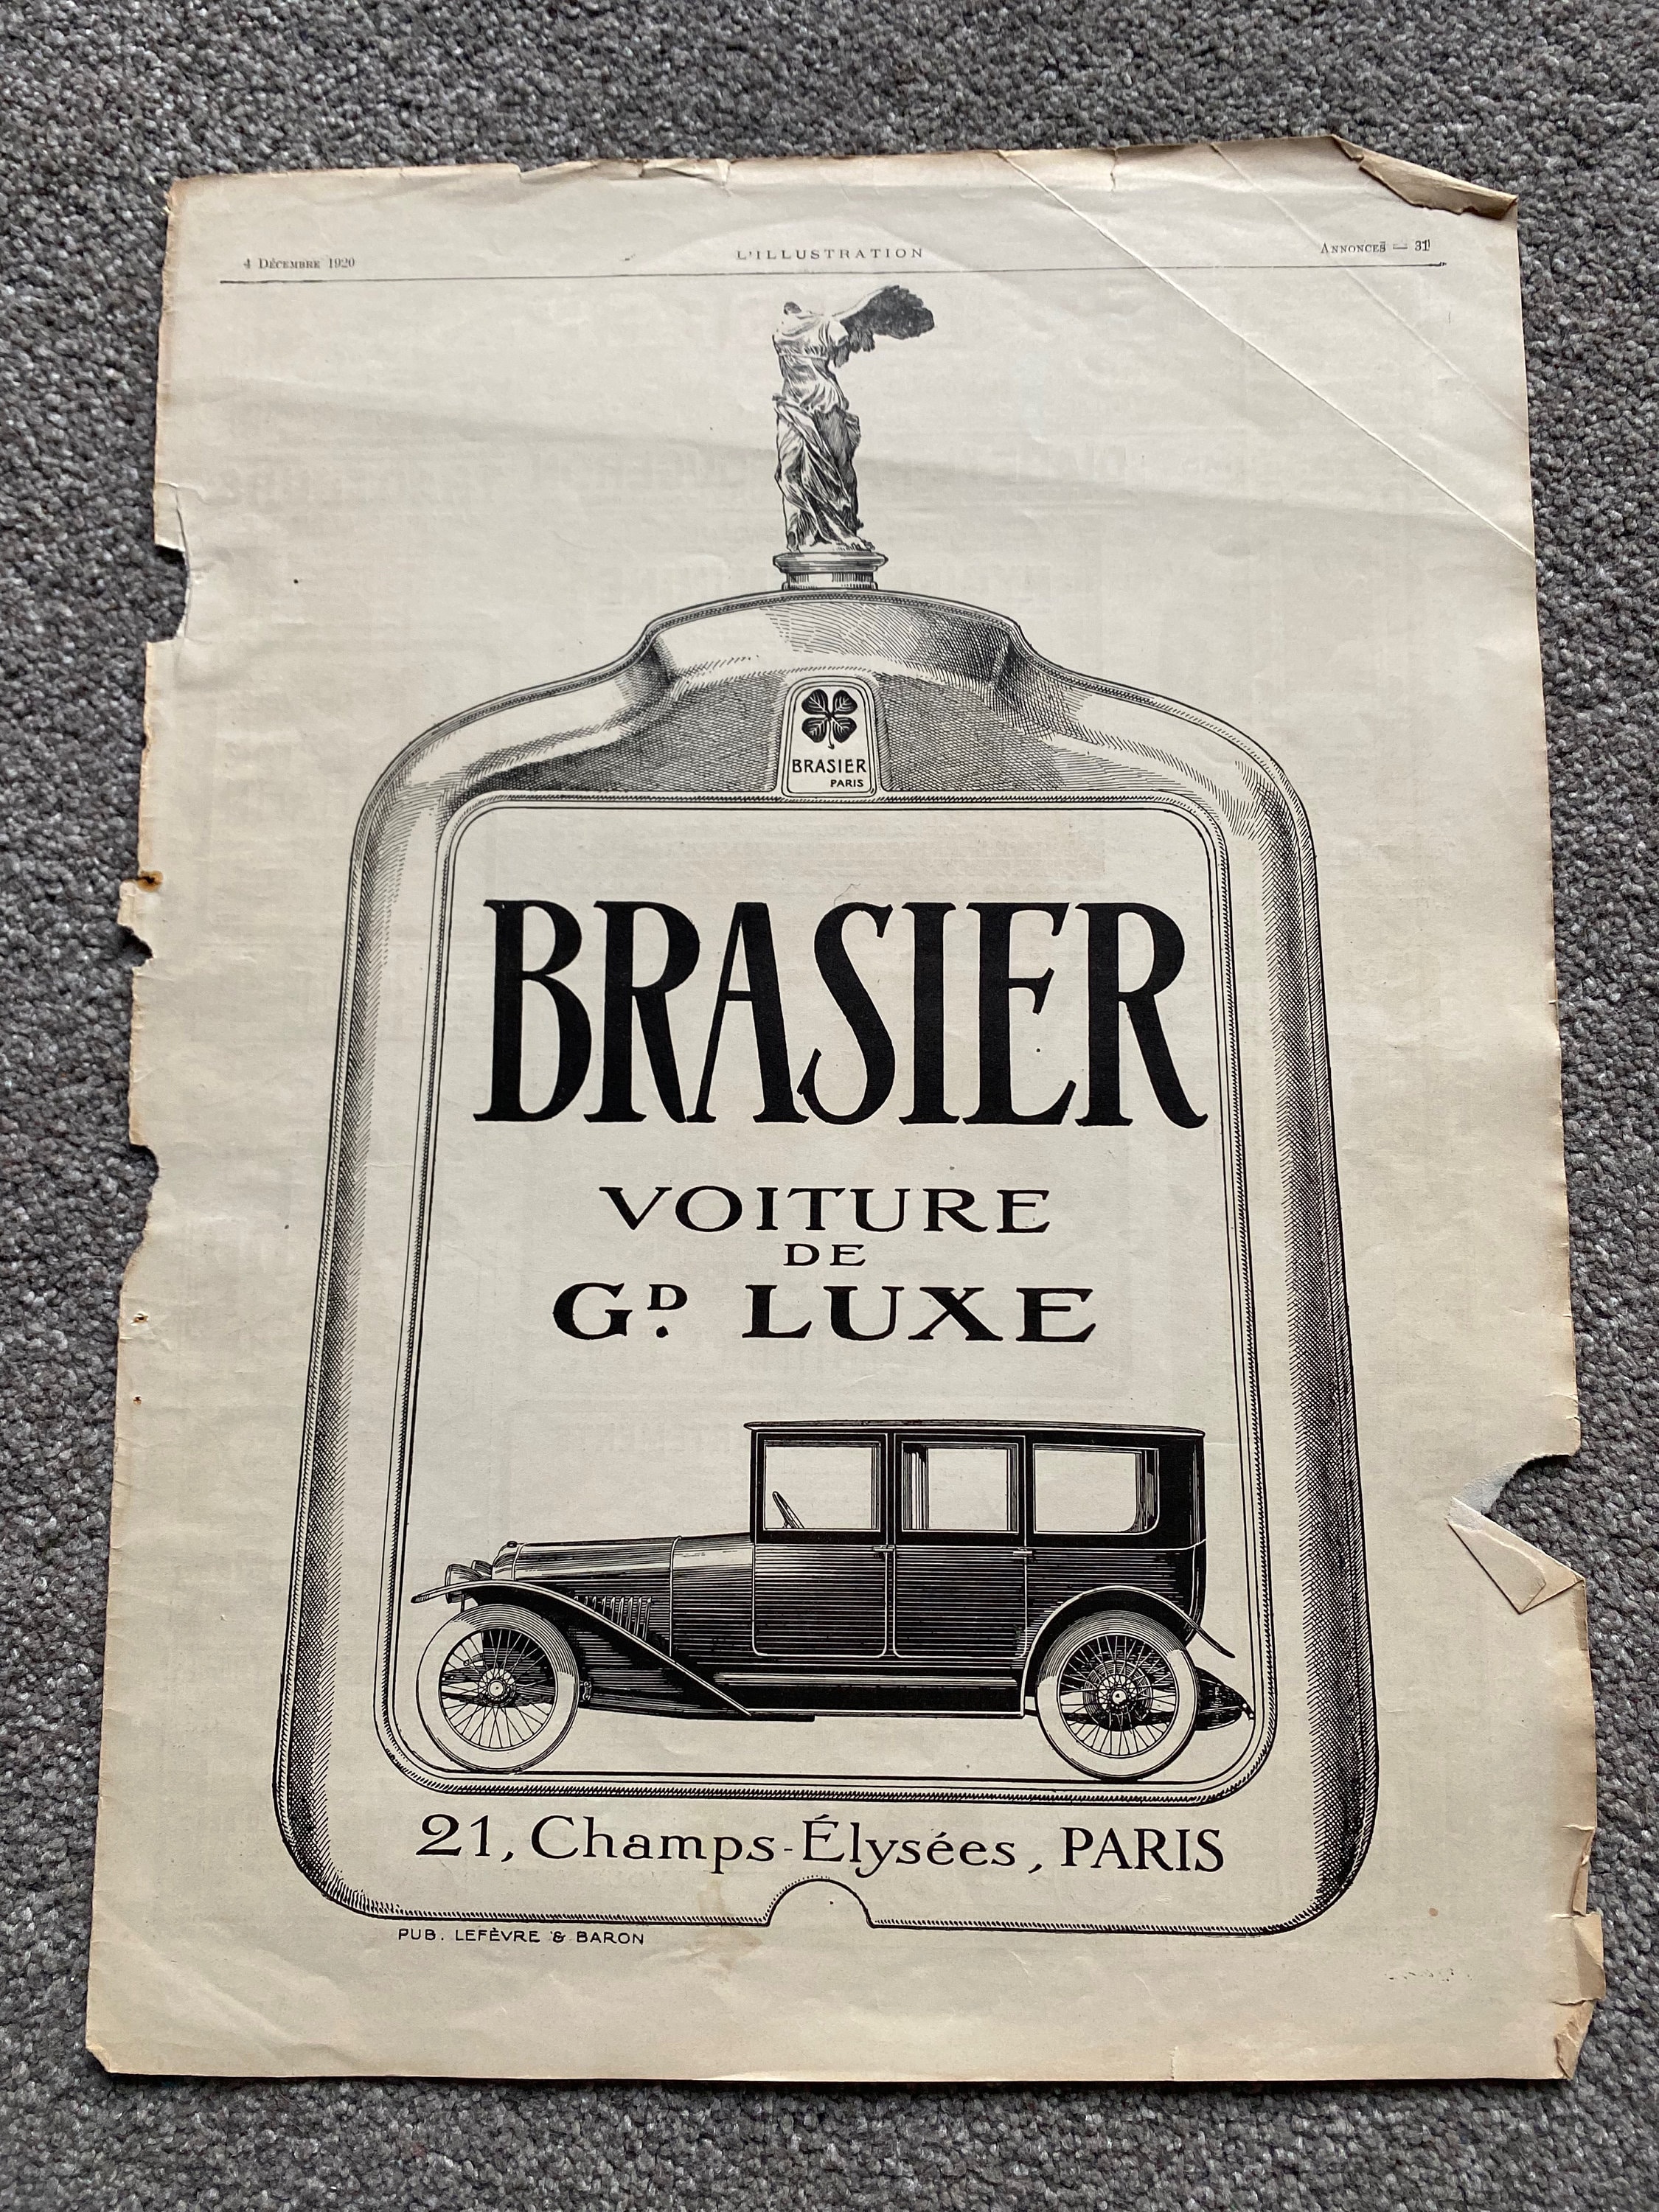 4 Décembre 1920
L'ILLUSTRATION
Annonces — 31
BRASIER
PARIS
BRASIER
VOITURE
DE
GD. LUXE
21, Champs-Élysées, PARIS
PUB. LEFÈVRE & BARON